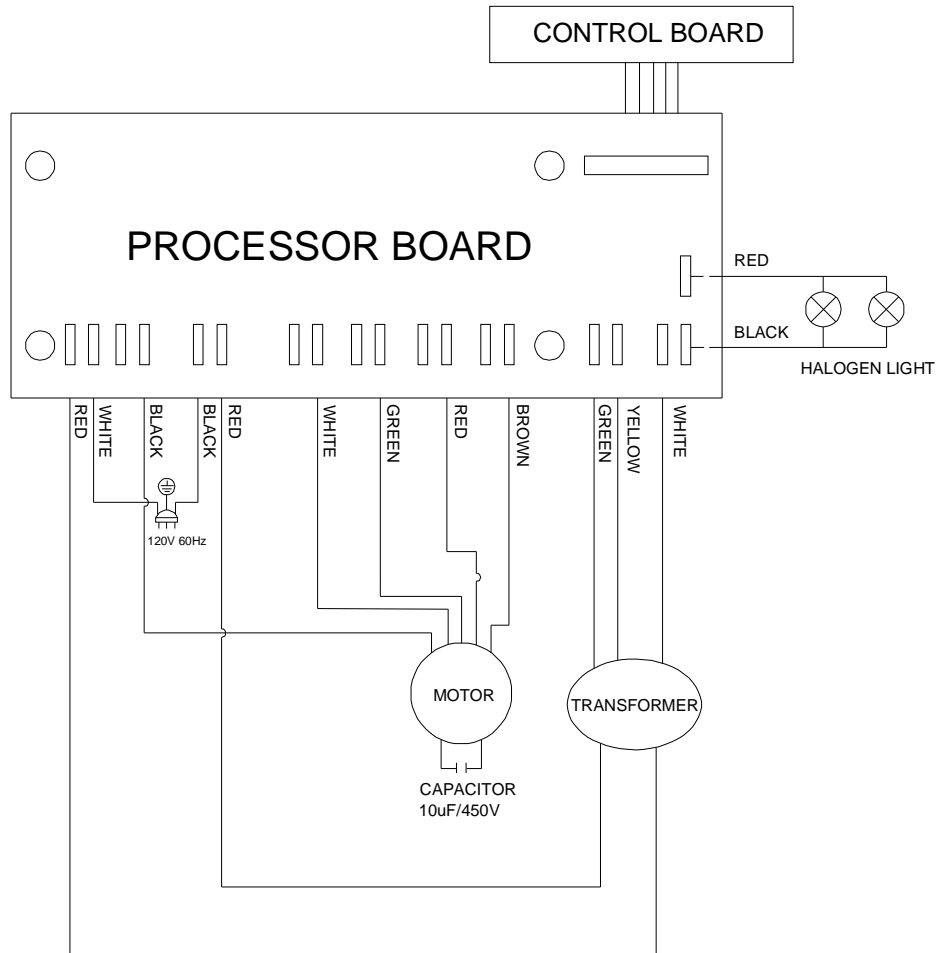 CONTROL BOARD
PROCESSOR BOARD
RED
BLACK
HALOGEN LIGHT
RED
WHITE
BLACK
BLACK
RED
WHITE
GREEN
RED
BROWN
GREEN
YELLOW
WHITE
120V 60Hz
MOTOR
TRANSFORMER
CAPACITOR
10uF/450V